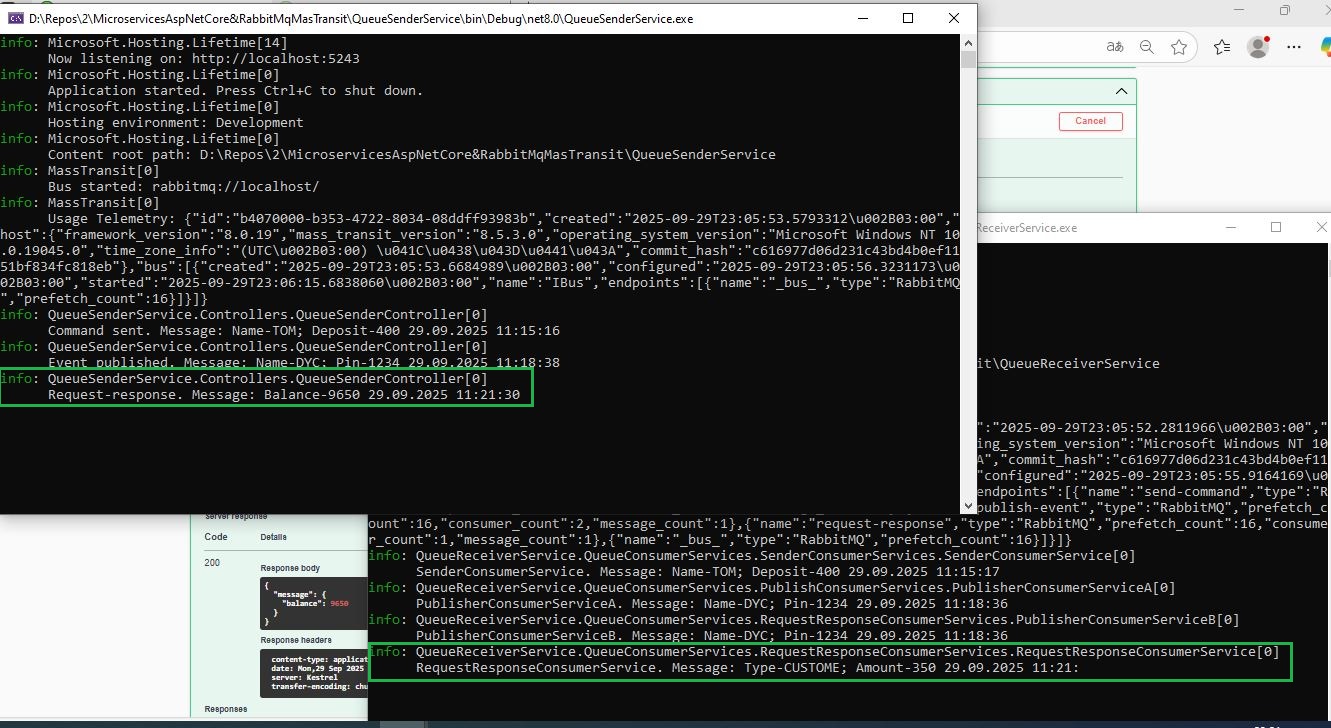 D:\Repos\2\MicroservicesAspNetCore&RabbitMqMasTransit\QueueSenderService\bin\Debug\net8.0\QueueSenderService.exe
info: Microsoft.Hosting.Lifetime[14]
Now listening on: http://localhost:5243
info: Microsoft.Hosting.Lifetime[0]
Application started. Press Ctrl+C to shut down.
info: Microsoft.Hosting.Lifetime[0]
Hosting environment: Development
info: Microsoft.Hosting.Lifetime[0]
Content root path: D:\Repos\2\MicroservicesAspNetCore&RabbitMqMasTransit\QueueSenderService
info: MassTransit[0]
Bus started: rabbitmq://localhost/
info: MassTransit[0]
Usage Telemetry: {"id":"b4070000-b353-4722-8034-08ddff93983b","created":"2025-09-29T23:05:53.5793312\u002B03:00","
host":{"framework_version":"8.0.19","mass_transit_version":"8.5.3.0","operating_system_version":"Microsoft Windows NT 10
.0.19045.0","time_zone_info":"(UTC\u002B03:00) \u041C\u0438\u043D\u0441\u043A","commit_hash":"c616977d06d231c43bd4b0ef11
51bf834fc818eb"},"bus":[{"created":"2025-09-29T23:05:53.6684989\u002B03:00","configured":"2025-09-29T23:05:56.3231173\u0
02B03:00","started":"2025-09-29T23:06:15.6838060\u002B03:00","name":"IBus","endpoints":[{"name":"_bus_","type":"RabbitMQ
","prefetch_count":16}]}]}
info: QueueSenderService.Controllers.QueueSenderController[0]
Command sent. Message: Name-TOM; Deposit-400 29.09.2025 11:15:16
info: QueueSenderService.Controllers.QueueSenderController[0]
Event published. Message: Name-DYC; Pin-1234 29.09.2025 11:18:38
info: QueueSenderService.Controllers.QueueSenderController[0]
Request-response. Message: Balance-9650 29.09.2025 11:21:30
aあ
Cancel
ReceiverService.exe
it\QueueReceiverService
":"2025-09-29T23:05:52.2811966\u002B03:00","
ing_system_version":"Microsoft Windows NT 10
A","commit_hash":"c616977d06d231c43bd4b0ef11
"configured":"2025-09-29T23:05:55.9164169\u0
endpoints":[{"name":"send-command","type":"R
publish-event","type":"RabbitMQ","prefetch_c
ount":16,"consumer_count":2,"message_count":1},{"name":"request-response","type":"RabbitMQ","prefetch_count":16,"consume
r_count":1,"message_count":1},{"name":"_bus_","type":"RabbitMQ","prefetch_count":16}]}]}
info: QueueReceiverService.QueueConsumerServices.SenderConsumerServices.SenderConsumerService[0]
SenderConsumerService. Message: Name-TOM; Deposit-400 29.09.2025 11:15:17
info: QueueReceiverService.QueueConsumerServices.PublishConsumerServices.PublisherConsumerServiceA[0]
PublisherConsumerServiceA. Message: Name-DYC; Pin-1234 29.09.2025 11:18:36
info: QueueReceiverService.QueueConsumerServices.RequestResponseConsumerServices.PublisherConsumerServiceB[0]
PublisherConsumerServiceB. Message: Name-DYC; Pin-1234 29.09.2025 11:18:36
info: QueueReceiverService.QueueConsumerServices.RequestResponseConsumerServices.RequestResponseConsumerService[0]
RequestResponseConsumerService. Message: Type-CUSTOME; Amount-350 29.09.2025 11:21:
Server response
Code Details
200
Response body
{
"message": {
"balance": 9650
}
}
Response headers
content-type: applicat
date: Mon,29 Sep 2025
server: Kestrel
transfer-encoding: chu
Responses